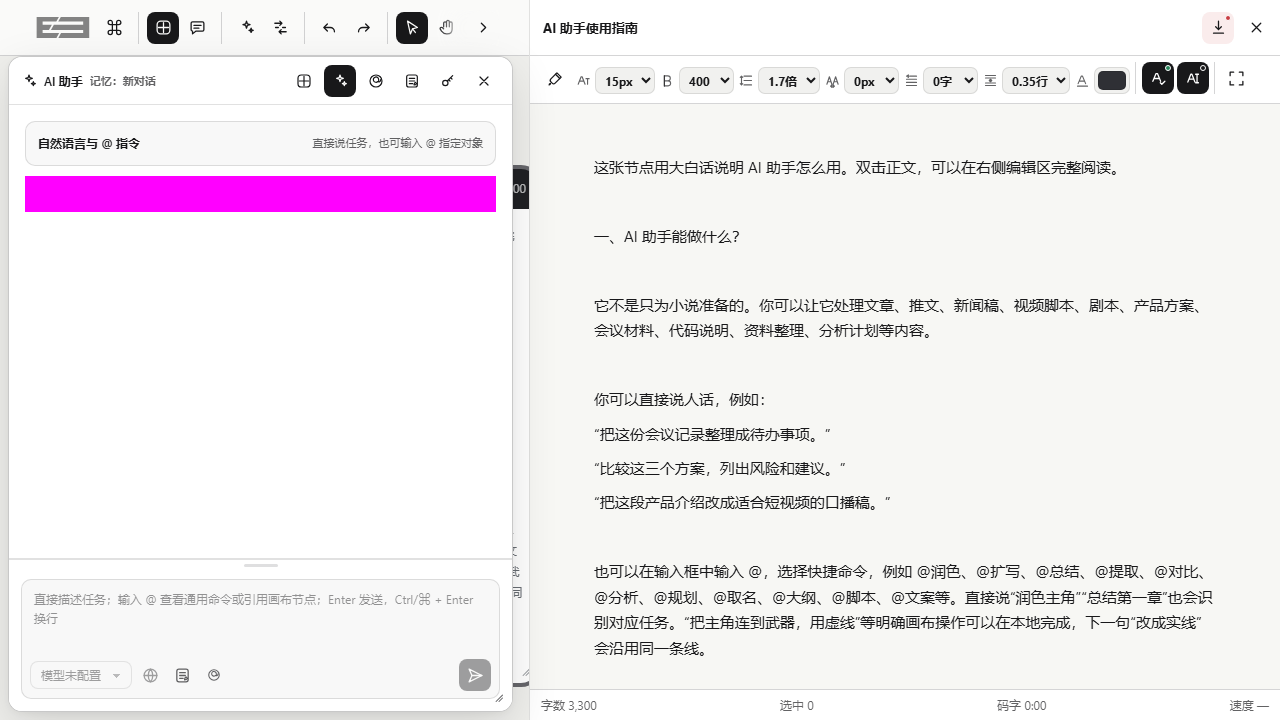 AI 助手使用指南
AI 助手 记忆：新对话
15px 400 1.7倍 0px 0字 0.35行
自然语言与 @ 指令 直接说任务，也可输入 @ 指定对象
00
这张节点用大白话说明 AI 助手怎么用。双击正文，可以在右侧编辑区完整阅读。
一、AI 助手能做什么？
它不是只为小说准备的。你可以让它处理文章、推文、新闻稿、视频脚本、剧本、产品方案、
会议材料、代码说明、资料整理、分析计划等内容。
你可以直接说人话，例如：
“把这份会议记录整理成待办事项。”
“比较这三个方案，列出风险和建议。”
“把这段产品介绍改成适合短视频的口播稿。”
也可以在输入框中输入 @，选择快捷命令，例如 @润色、@扩写、@总结、@提取、@对比、
@分析、@规划、@取名、@大纲、@脚本、@文案等。直接说“润色主角”“总结第一章”也会识
别对应任务。“把主角连到武器，用虚线”等明确画布操作可以在本地完成，下一句“改成实线”
会沿用同一条线。
直接描述任务；输入 @ 查看通用命令或引用画布节点；Enter 发送，Ctrl/⌘ + Enter
换行
模型未配置
字数 3,300 选中 0 码字 0:00 速度 —